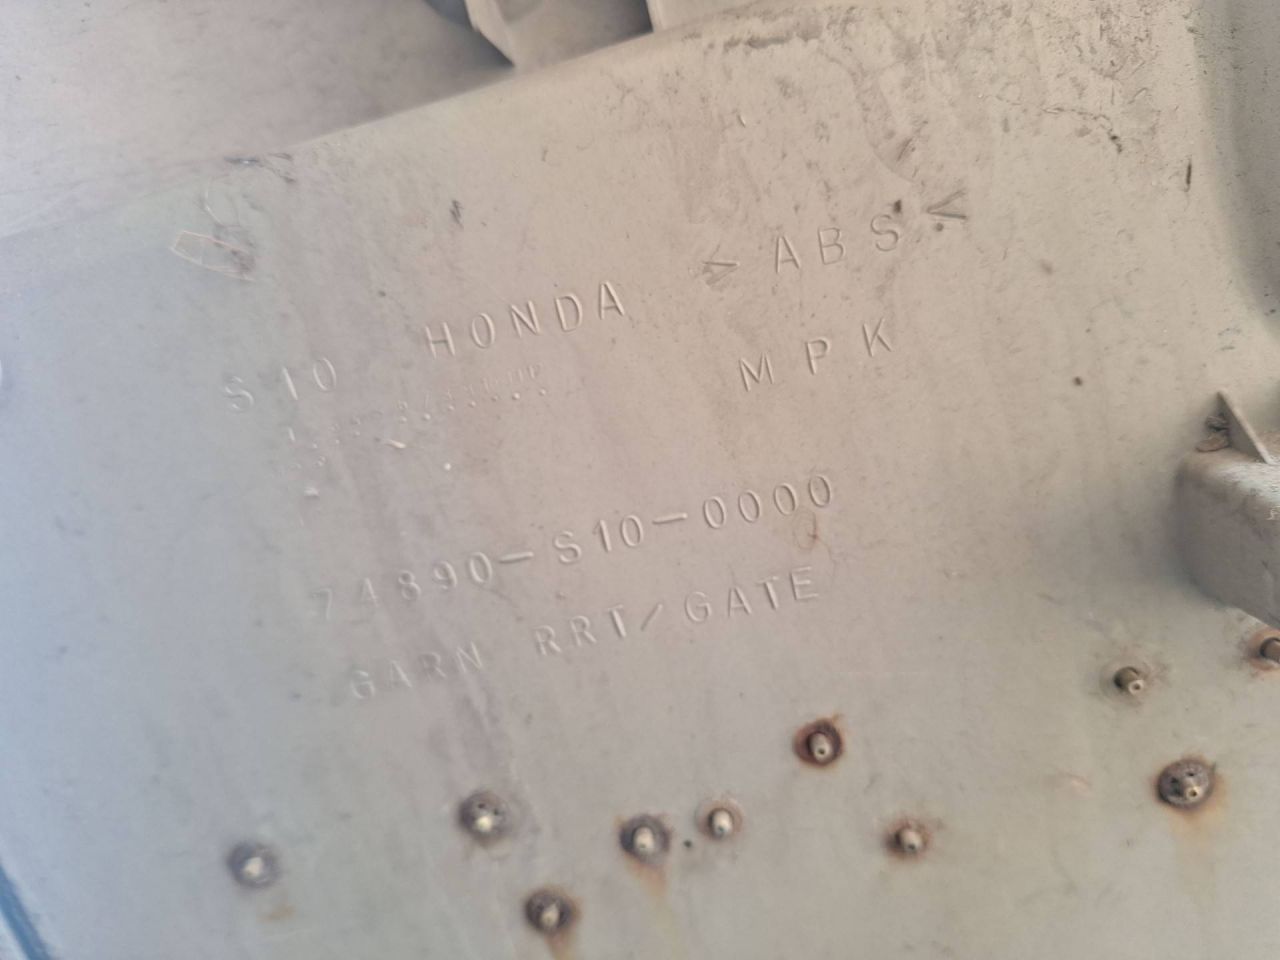 S10 HONDA >ABS<
MPK
74890-S10-0000
GARN RRT/GATE